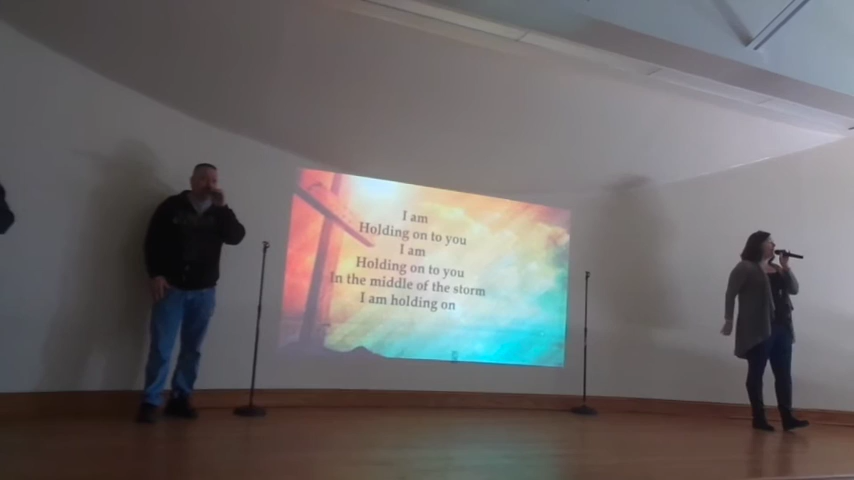 I am
Holding on to you
I am
Holding on to you
In the middle of the storm
I am holding on